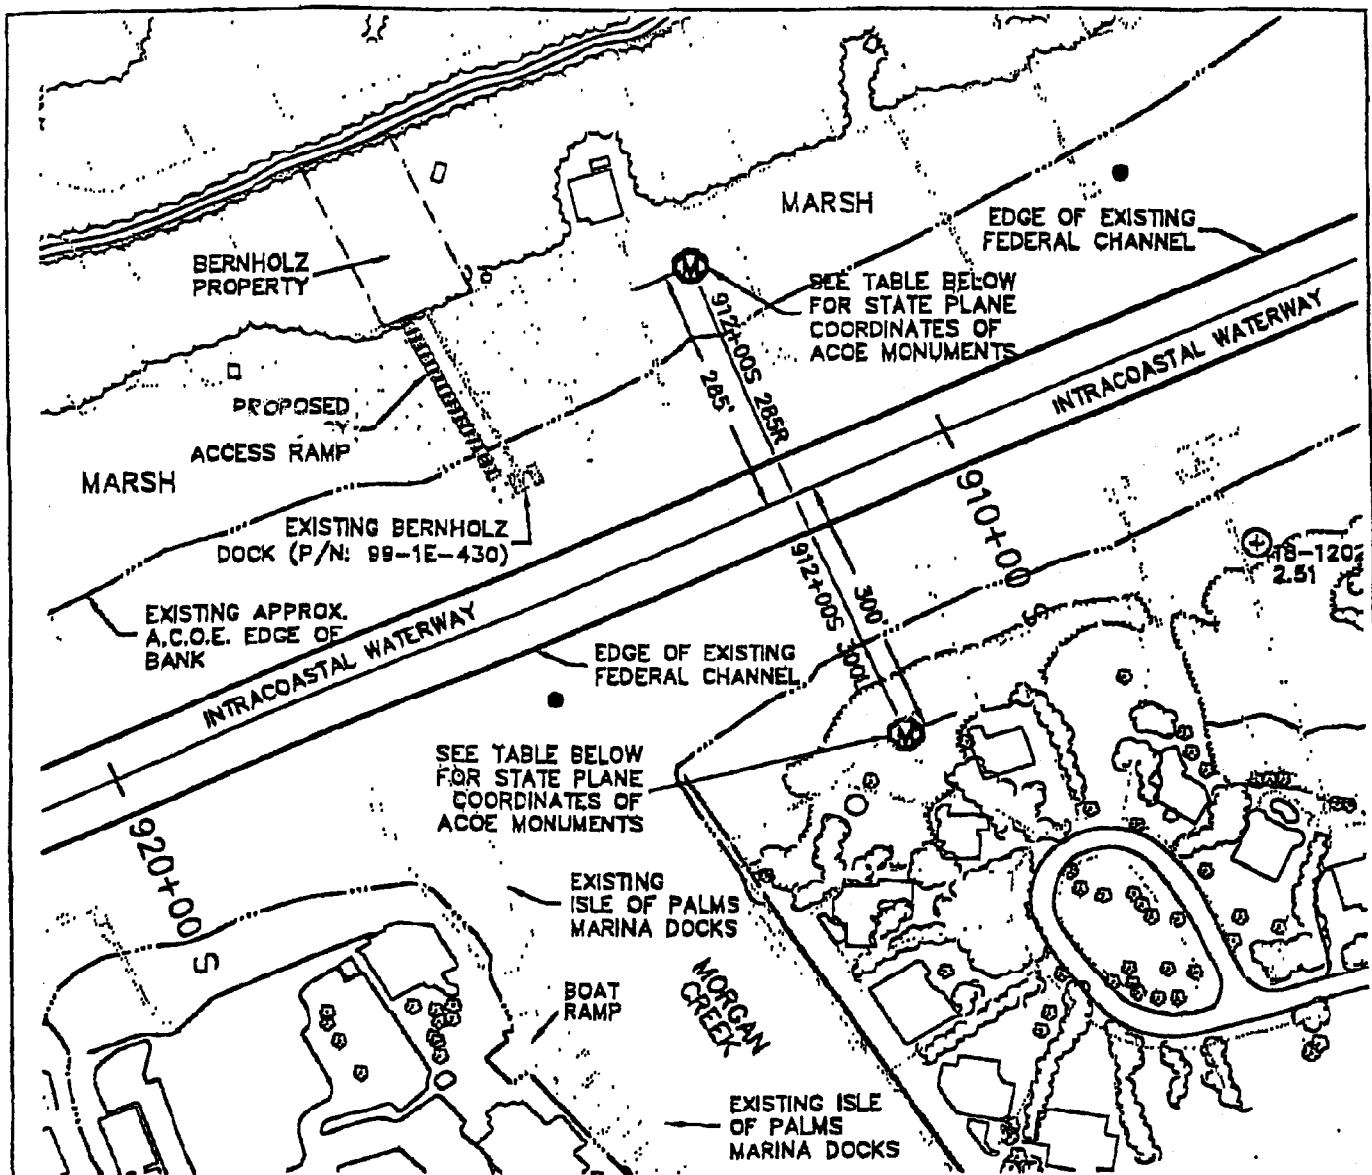 MARSH
EDGE OF EXISTING
FEDERAL CHANNEL
BERNHOLZ
PROPERTY
M
SEE TABLE BELOW
FOR STATE PLANE
COORDINATES OF
ACOE MONUMENTS
912+00S 285R
285'
INTRACOASTAL WATERWAY
PROPOSED
ACCESS RAMP
MARSH
910+00
EXISTING BERNHOLZ
DOCK (P/N: 99-1E-430)
912+00S 300L
300'
2.51
EXISTING APPROX.
A.C.O.E. EDGE OF
BANK
INTRACOASTAL WATERWAY
EDGE OF EXISTING
FEDERAL CHANNEL
M
SEE TABLE BELOW
FOR STATE PLANE
COORDINATES OF
ACOE MONUMENTS
920+00 S
EXISTING
ISLE OF PALMS
MARINA DOCKS
MORGAN
CREEK
BOAT
RAMP
EXISTING ISLE
OF PALMS
MARINA DOCKS